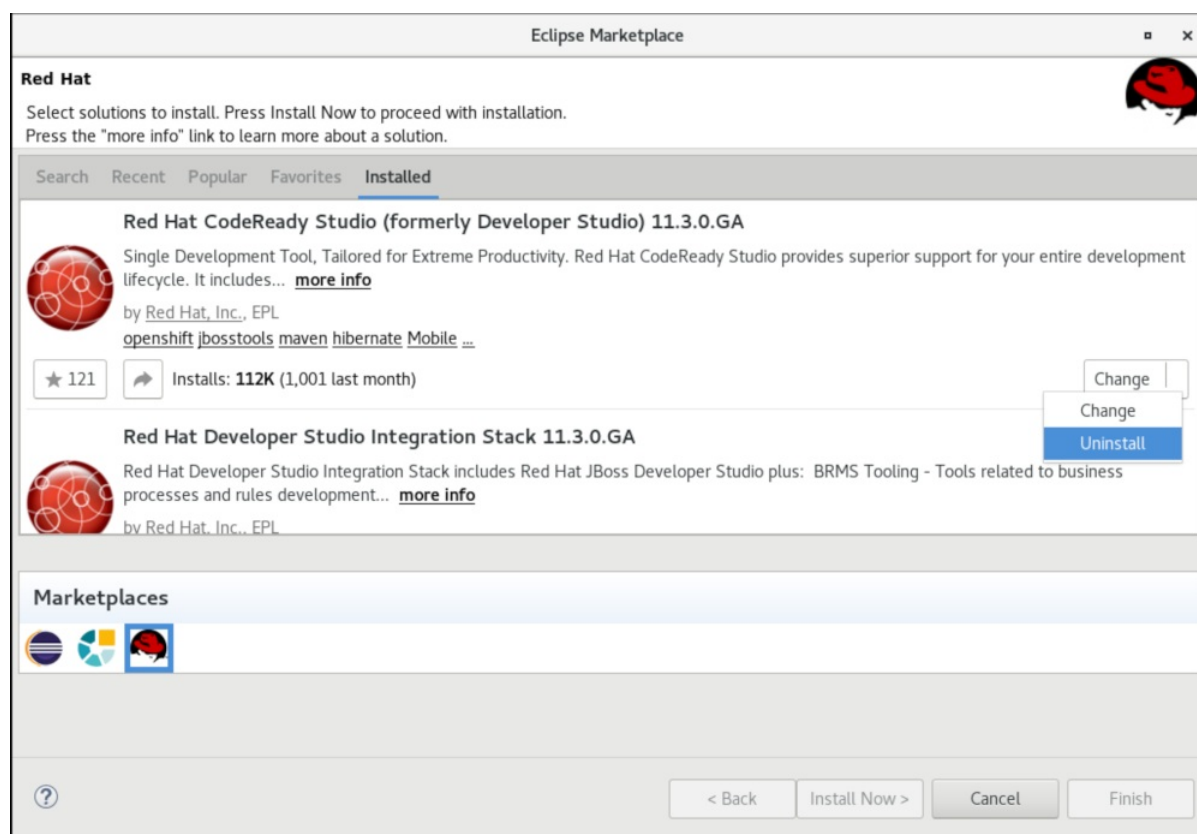 Eclipse Marketplace
Red Hat
Select solutions to install. Press Install Now to proceed with installation.
Press the "more info" link to learn more about a solution.
Search Recent Popular Favorites Installed
Red Hat CodeReady Studio (formerly Developer Studio) 11.3.0.GA
Single Development Tool, Tailored for Extreme Productivity. Red Hat CodeReady Studio provides superior support for your entire development
lifecycle. It includes... more info
by Red Hat, Inc., EPL
openshift jbosstools maven hibernate Mobile ...
121 Installs: 112K (1,001 last month) Change
Change
Uninstall
Red Hat Developer Studio Integration Stack 11.3.0.GA
Red Hat Developer Studio Integration Stack includes Red Hat JBoss Developer Studio plus: BRMS Tooling - Tools related to business
processes and rules development... more info
by Red Hat, Inc., EPL
Marketplaces
< Back Install Now > Cancel Finish